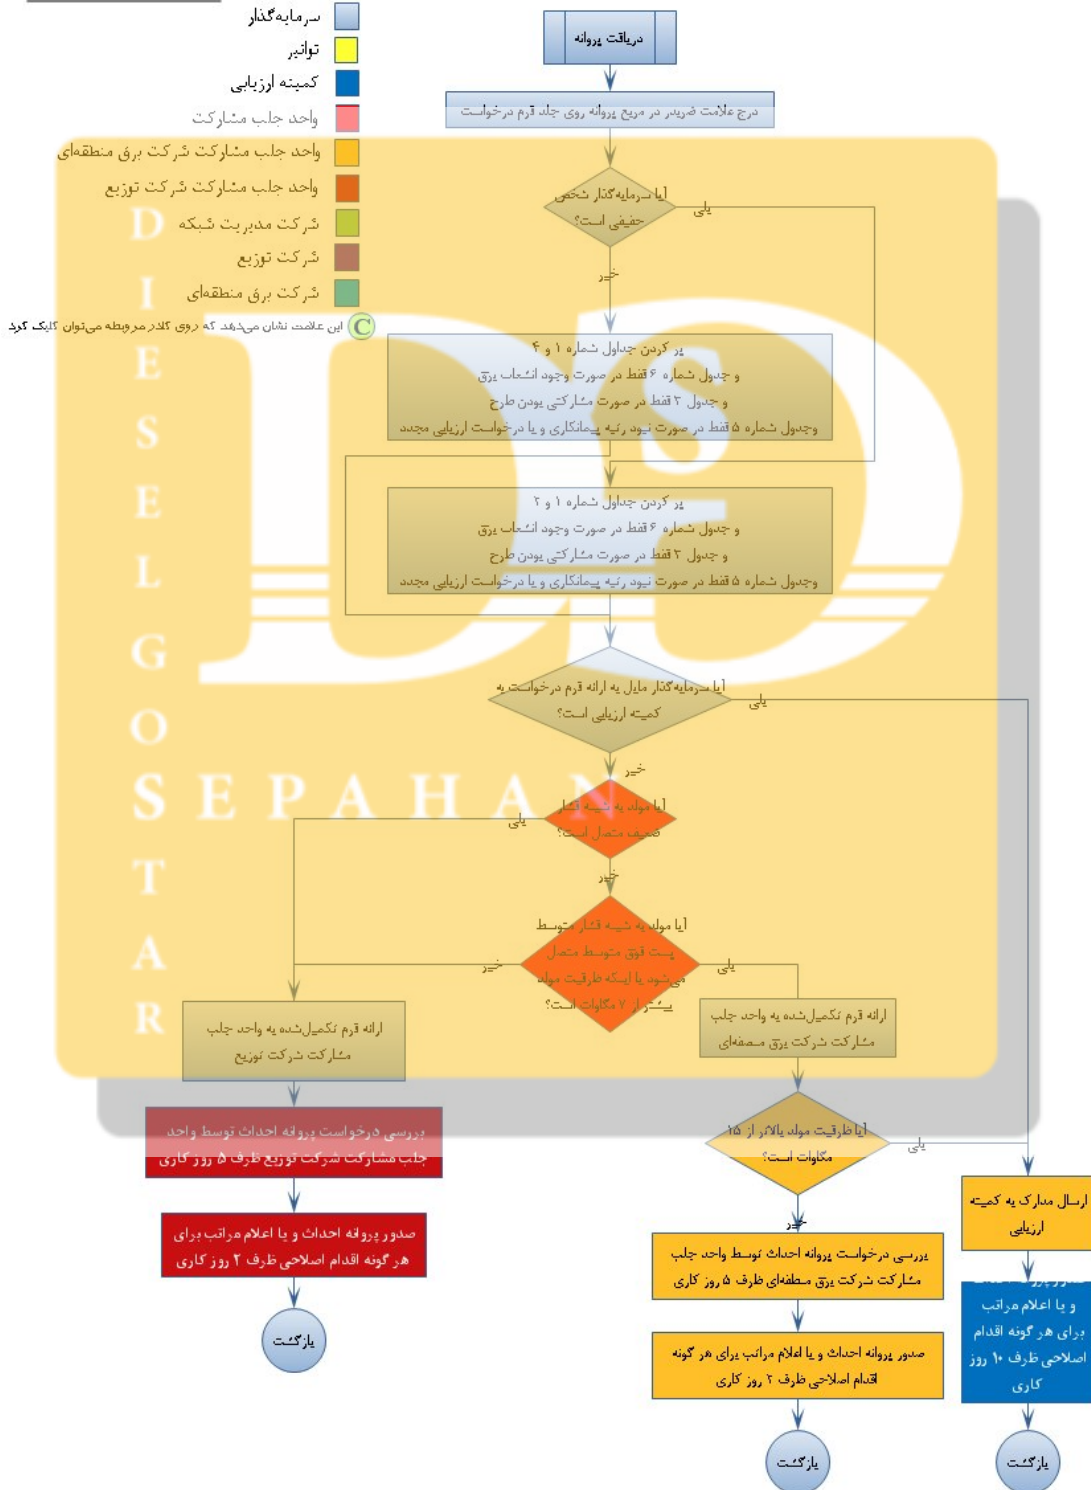 سرمایه‌گذار
توانیر
کمیته ارزیابی
واحد جلب مشارکت
واحد جلب مشارکت شرکت برق منطقه‌ای
واحد جلب مشارکت شرکت توزیع
شرکت مدیریت شبکه
شرکت توزیع
شرکت برق منطقه‌ای
C این علامت نشان می‌دهد که روی کادر مربوطه می‌توان کلیک کرد
دریافت پروانه
درج علامت ضربدر در مربع پروانه روی جلد فرم درخواست
آیا سرمایه‌گذار شخص
حقیقی است؟
بلی
خیر
پر کردن جداول شماره ۱ و ۴
و جدول شماره ۶ فقط در صورت وجود انشعاب برق
و جدول ۳ فقط در صورت مشارکتی بودن طرح
وجدول شماره ۵ فقط در صورت نبود رتبه پیمانکاری و یا درخواست ارزیابی مجدد
پر کردن جداول شماره ۱ و ۲
و جدول شماره ۶ فقط در صورت وجود انشعاب برق
و جدول ۳ فقط در صورت مشارکتی بودن طرح
وجدول شماره ۵ فقط در صورت نبود رتبه پیمانکاری و یا درخواست ارزیابی مجدد
آیا سرمایه‌گذار مایل به ارائه فرم درخواست به
کمیته ارزیابی است؟
بلی
خیر
آیا مولد به شبکه فشار
ضعیف متصل است؟
بلی
خیر
آیا مولد به شبکه فشار متوسط
پست فوق متوسط متصل
می‌شود یا اینکه ظرفیت مولد
بیشتر از ۷ مگاوات است؟
بلی
خیر
ارائه فرم تکمیل‌شده به واحد جلب
مشارکت شرکت برق منطقه‌ای
ارائه فرم تکمیل‌شده به واحد جلب
مشارکت شرکت توزیع
بررسی درخواست پروانه احداث توسط واحد
جلب مشارکت شرکت توزیع ظرف ۵ روز کاری
صدور پروانه احداث و یا اعلام مراتب برای
هر گونه اقدام اصلاحی ظرف ۲ روز کاری
بازگشت
آیا ظرفیت مولد بالاتر از ۱۵
مگاوات است؟
بلی
خیر
بررسی درخواست پروانه احداث توسط واحد جلب
مشارکت شرکت برق منطقه‌ای ظرف ۵ روز کاری
صدور پروانه احداث و یا اعلام مراتب برای هر گونه
اقدام اصلاحی ظرف ۲ روز کاری
بازگشت
ارسال مدارک به کمیته
ارزیابی
صدور پروانه احداث
و یا اعلام مراتب
برای هر گونه اقدام
اصلاحی ظرف ۱۰ روز
کاری
بازگشت
DIESELGOSTAR
SEPAHAN
DSG